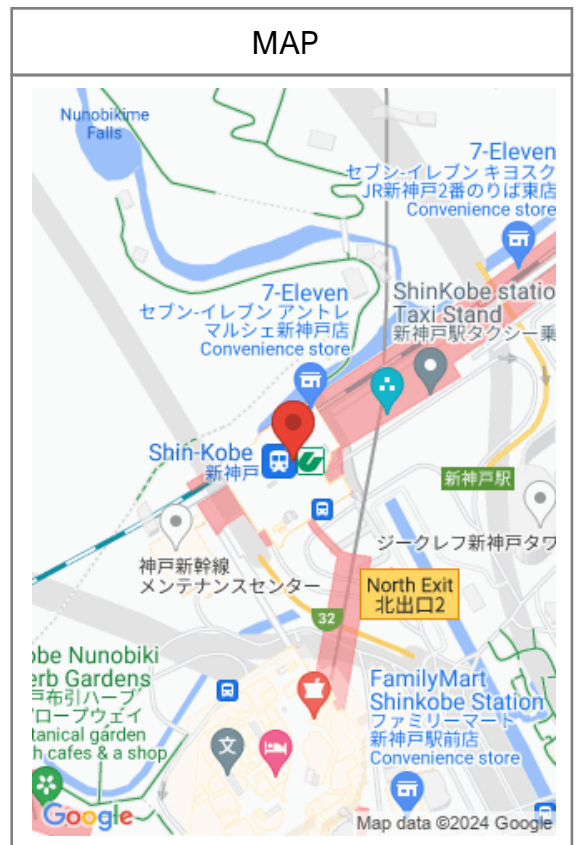 MAP
Nunobikime
Falls
7-Eleven
セブン-イレブン キヨスク
JR新神戸2番のりば東店
Convenience store
7-Eleven
セブン-イレブン アントレ
マルシェ新神戸店
Convenience store
ShinKobe statio
Taxi Stand
新神戸駅タクシー乗
Shin-Kobe
新神戸
新神戸駅
神戸新幹線
メンテナンスセンター
ジークレフ新神戸タワ
North Exit
北出口2
32
obe Nunobiki
erb Gardens
戸布引ハーブ
ロープウェイ
tanical garden
h cafes & a shop
文
FamilyMart
Shinkobe Station
ファミリーマート
新神戸駅前店
Convenience store
Google
Map data ©2024 Google